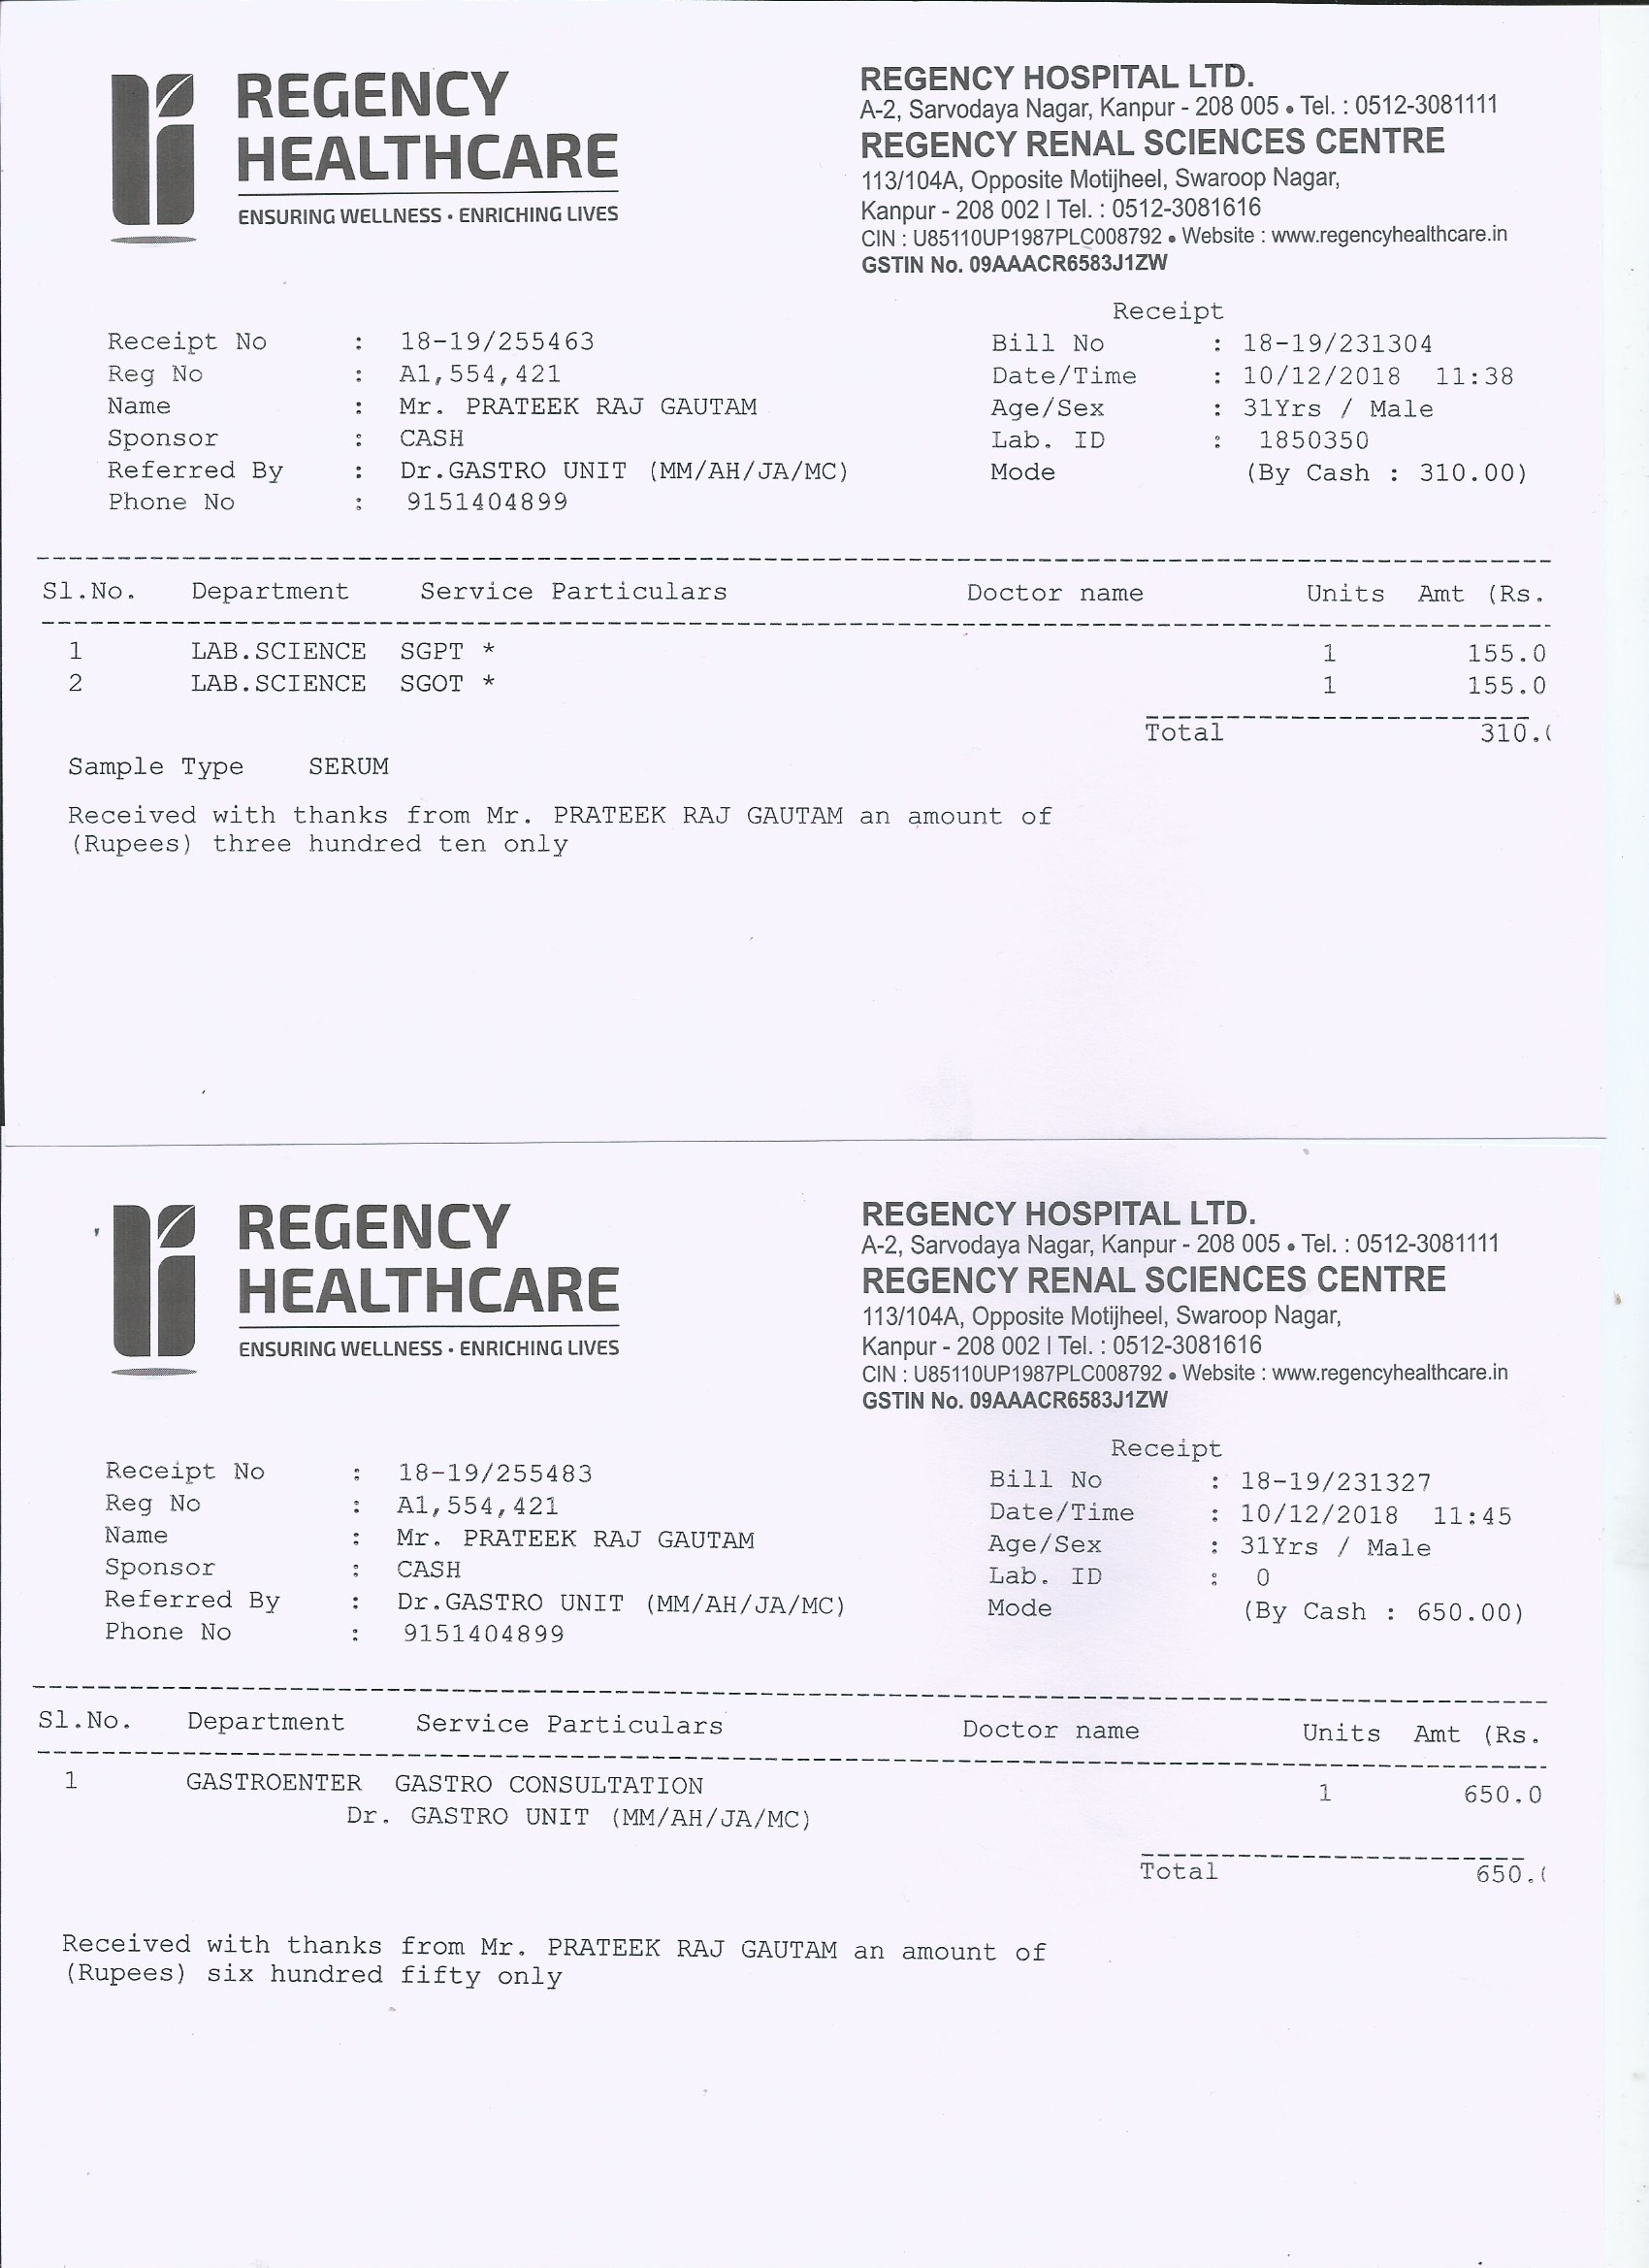 REGENCY
HEALTHCARE
ENSURING WELLNESS • ENRICHING LIVES
REGENCY HOSPITAL LTD.
A-2, Sarvodaya Nagar, Kanpur - 208 005 • Tel. : 0512-3081111
REGENCY RENAL SCIENCES CENTRE
113/104A, Opposite Motijheel, Swaroop Nagar,
Kanpur - 208 002 | Tel. : 0512-3081616
CIN : U85110UP1987PLC008792 • Website : www.regencyhealthcare.in
GSTIN No. 09AAACR6583J1ZW
Receipt
Receipt No : 18-19/255463 Bill No : 18-19/231304
Reg No : A1,554,421 Date/Time : 10/12/2018 11:38
Name : Mr. PRATEEK RAJ GAUTAM Age/Sex : 31Yrs / Male
Sponsor : CASH Lab. ID : 1850350
Referred By : Dr.GASTRO UNIT (MM/AH/JA/MC) Mode (By Cash : 310.00)
Phone No : 9151404899
Sl.No. Department Service Particulars Doctor name Units Amt (Rs.
1 LAB.SCIENCE SGPT * 1 155.0
2 LAB.SCIENCE SGOT * 1 155.0
Total 310.(
Sample Type SERUM
Received with thanks from Mr. PRATEEK RAJ GAUTAM an amount of
(Rupees) three hundred ten only
REGENCY
HEALTHCARE
ENSURING WELLNESS • ENRICHING LIVES
REGENCY HOSPITAL LTD.
A-2, Sarvodaya Nagar, Kanpur - 208 005 • Tel. : 0512-3081111
REGENCY RENAL SCIENCES CENTRE
113/104A, Opposite Motijheel, Swaroop Nagar,
Kanpur - 208 002 | Tel. : 0512-3081616
CIN : U85110UP1987PLC008792 • Website : www.regencyhealthcare.in
GSTIN No. 09AAACR6583J1ZW
Receipt
Receipt No : 18-19/255483 Bill No : 18-19/231327
Reg No : A1,554,421 Date/Time : 10/12/2018 11:45
Name : Mr. PRATEEK RAJ GAUTAM Age/Sex : 31Yrs / Male
Sponsor : CASH Lab. ID : 0
Referred By : Dr.GASTRO UNIT (MM/AH/JA/MC) Mode (By Cash : 650.00)
Phone No : 9151404899
Sl.No. Department Service Particulars Doctor name Units Amt (Rs.
1 GASTROENTER GASTRO CONSULTATION 1 650.0
Dr. GASTRO UNIT (MM/AH/JA/MC)
Total 650.(
Received with thanks from Mr. PRATEEK RAJ GAUTAM an amount of
(Rupees) six hundred fifty only